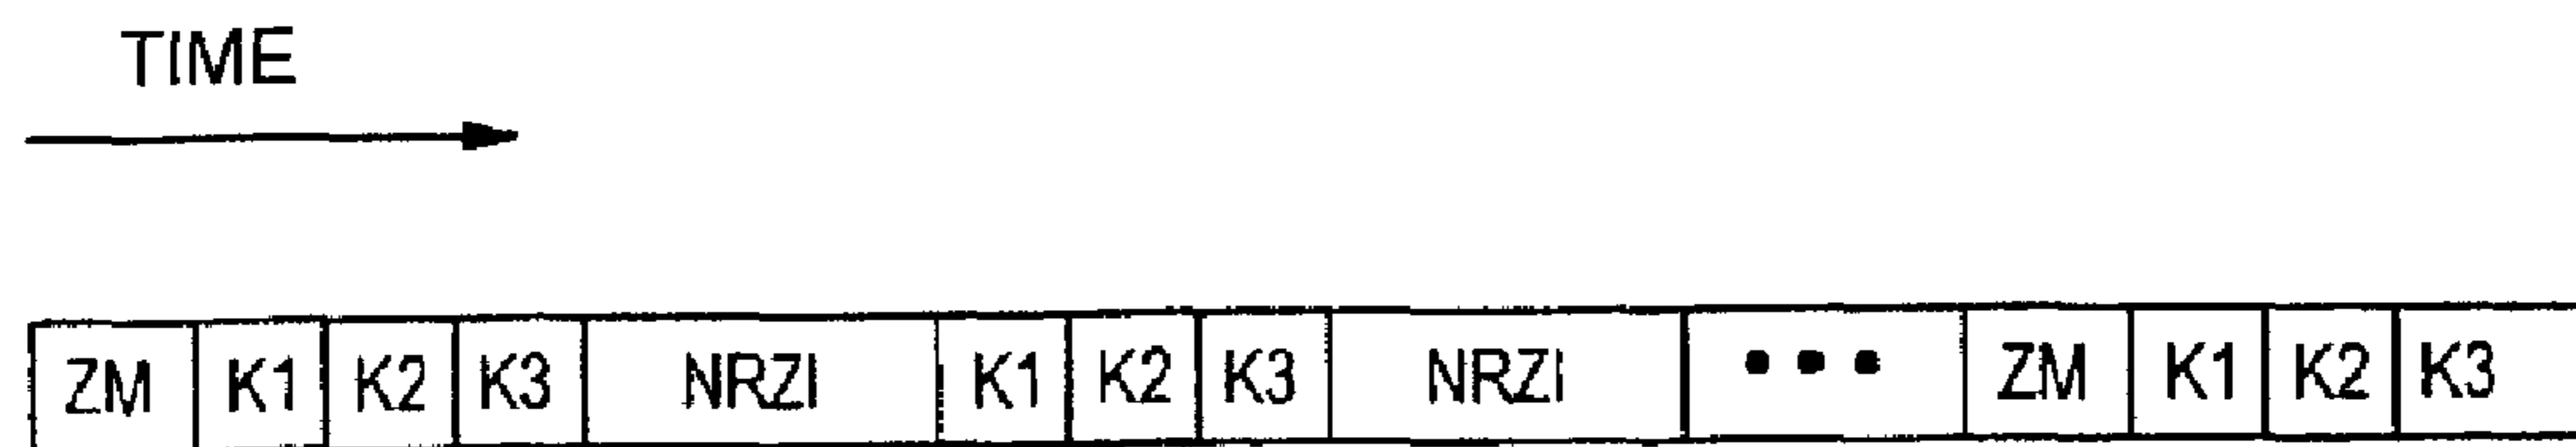 TIME
ZM K1 K2 K3 NRZI K1 K2 K3 NRZI ••• ZM K1 K2 K3